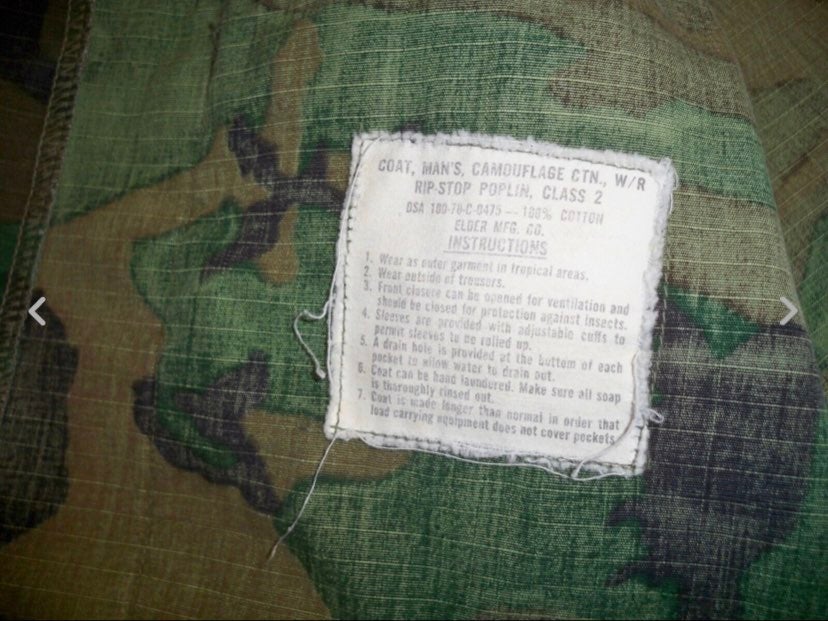 COAT, MAN'S, CAMOUFLAGE CTN., W/R
RIP-STOP POPLIN, CLASS 2
DSA 100-70-C-0475 — 100% COTTON
ELDER MFG. CO.
INSTRUCTIONS
1. Wear as outer garment in tropical areas.
2. Wear outside of trousers.
3. Front closure can be opened for ventilation and
should be closed for protection against insects.
4. Sleeves are provided with adjustable cuffs to
permit sleeves to be rolled up.
5. A drain hole is provided at the bottom of each
pocket to allow water to drain out.
6. Coat can be hand laundered. Make sure all soap
is thoroughly rinsed out.
7. Coat is made longer than normal in order that
load carrying equipment does not cover pockets